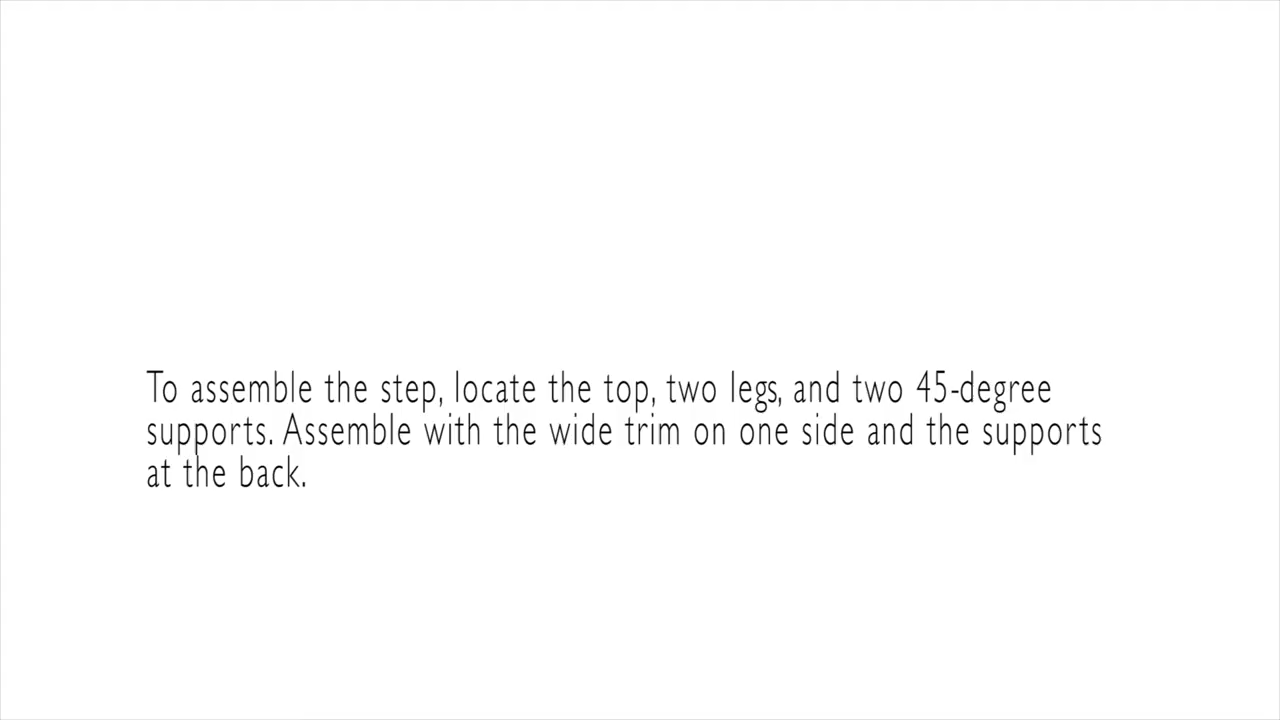 To assemble the step, locate the top, two legs, and two 45-degree
supports. Assemble with the wide trim on one side and the supports
at the back.